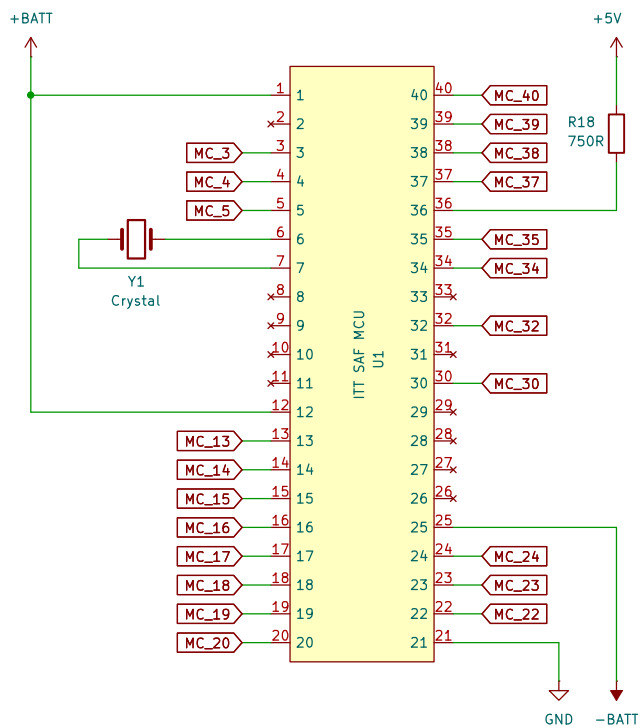 +BATT
+5V
1 1 40 40 MC_40
2 2 39 39 MC_39
R18
750R
MC_3 3 3 38 38 MC_38
MC_4 4 4 37 37 MC_37
MC_5 5 5 36 36
6 6 35 35 MC_35
7 7 34 34 MC_34
Y1
Crystal
8 8 33 33
9 9 32 32 MC_32
10 10 31 31
11 11 30 30 MC_30
ITT SAF MCU
U1
12 12 29 29
MC_13 13 13 28 28
MC_14 14 14 27 27
MC_15 15 15 26 26
MC_16 16 16 25 25
MC_17 17 17 24 24 MC_24
MC_18 18 18 23 23 MC_23
MC_19 19 19 22 22 MC_22
MC_20 20 20 21 21
GND
-BATT